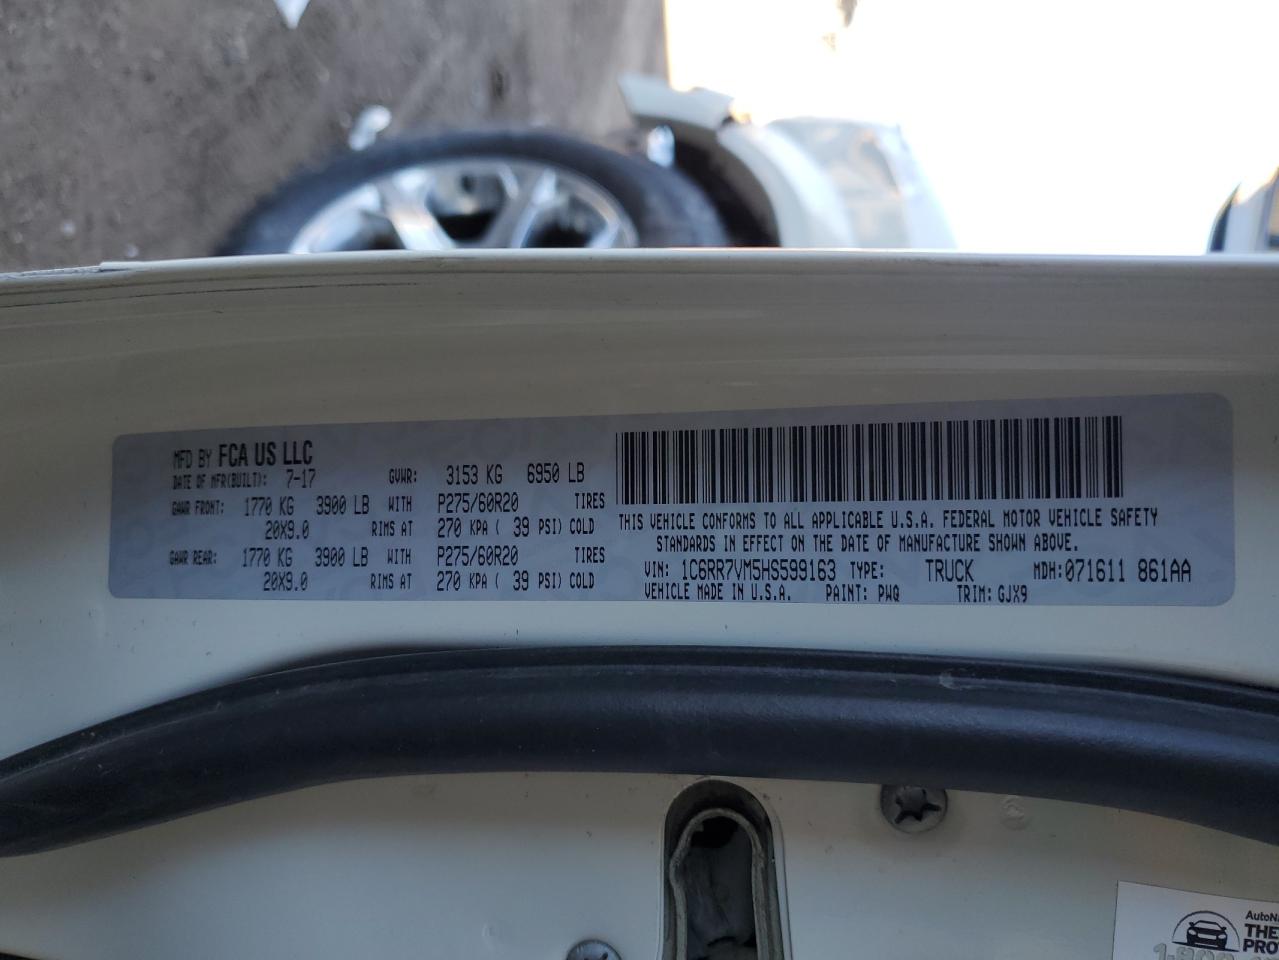 MFD BY FCA US LLC
DATE OF MFR(BUILT): 7-17 GVWR: 3153 KG 6950 LB
GAWR FRONT: 1770 KG 3900 LB WITH P275/60R20 TIRES
20X9.0 RIMS AT 270 KPA ( 39 PSI) COLD
GAWR REAR: 1770 KG 3900 LB WITH P275/60R20 TIRES
20X9.0 RIMS AT 270 KPA ( 39 PSI) COLD
THIS VEHICLE CONFORMS TO ALL APPLICABLE U.S.A. FEDERAL MOTOR VEHICLE SAFETY
STANDARDS IN EFFECT ON THE DATE OF MANUFACTURE SHOWN ABOVE.
VIN: 1C6RR7VM5HS599163 TYPE: TRUCK MDH: 071611 861AA
VEHICLE MADE IN U.S.A. PAINT: PWQ TRIM: GJX9